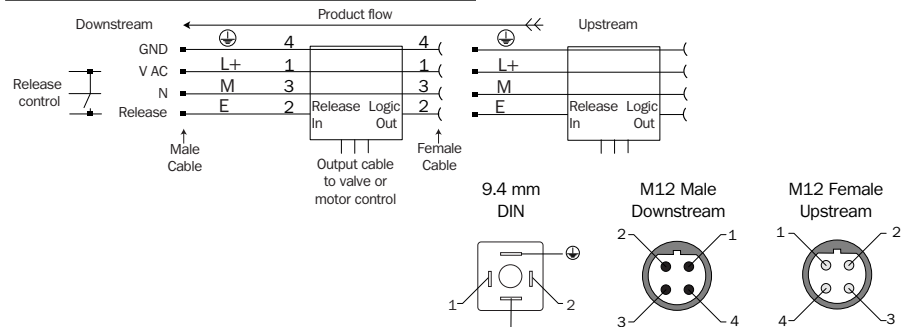 Product flow
Downstream
Upstream
GND
4
4
V AC
L+
1
1
L+
N
M
3
3
M
Release
E
2
Release In
Logic Out
2
E
Release In
Logic Out
Release control
Male Cable
Output cable to valve or motor control
Female Cable
9.4 mm
DIN
M12 Male
Downstream
M12 Female
Upstream
1
2
2
1
3
4
1
2
4
3